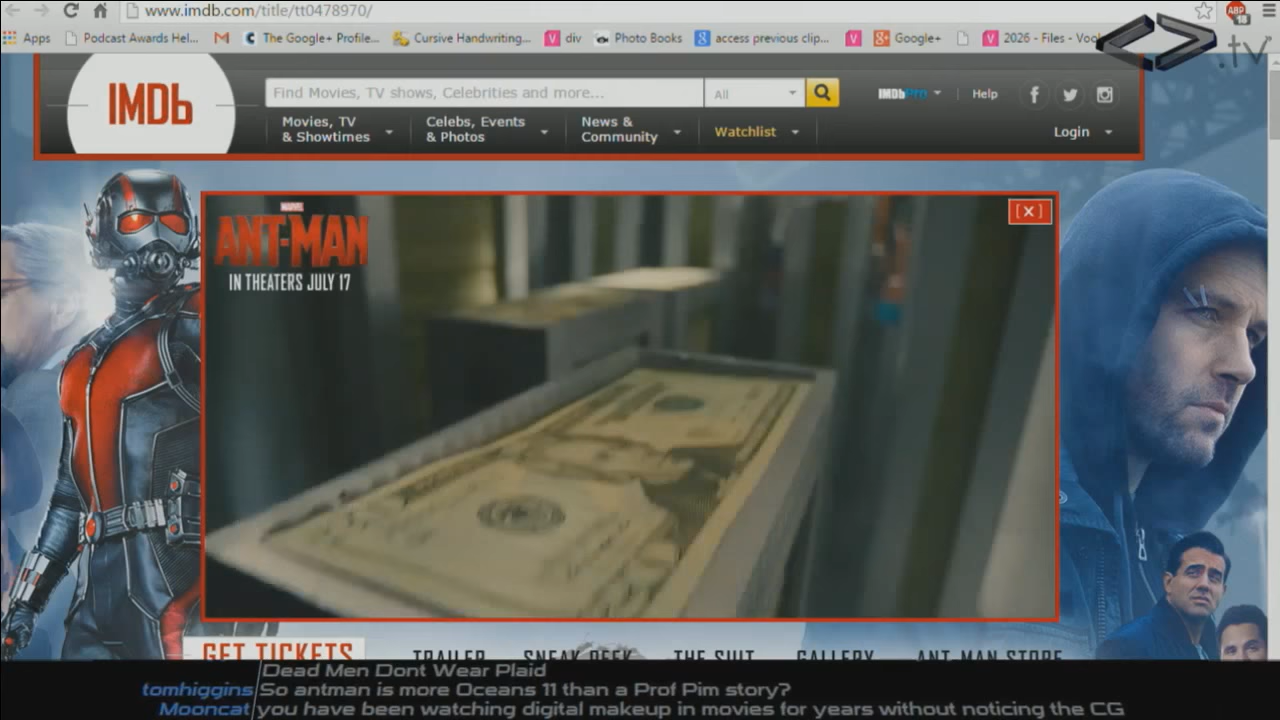 www.imdb.com/title/tt0478970/
ABP
18
Apps
Podcast Awards Hel...
The Google+ Profile...
Cursive Handwriting...
div
Photo Books
access previous clip...
Google+
2026 - Files - Voo
.tv
IMDb
Find Movies, TV shows, Celebrities and more...
All
IMDbPro
Help
Movies, TV
& Showtimes
Celebs, Events
& Photos
News &
Community
Watchlist
Login
MARVEL
ANT-MAN
IN THEATERS JULY 17
[X]
GET TICKETS
TRAILER
SNEAK PEEK
THE SUIT
GALLERY
ANT-MAN STORE
Dead Men Dont Wear Plaid
tomhiggins So antman is more Oceans 11 than a Prof Pim story?
Mooncat you have been watching digital makeup in movies for years without noticing the CG